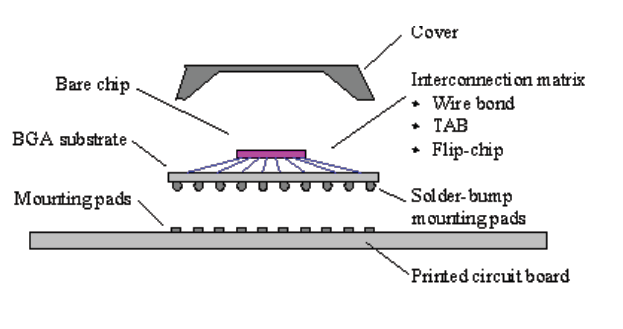 Cover
Bare chip
Interconnection matrix
Wire bond
TAB
Flip-chip
BGA substrate
Mounting pads
Solder-bump
mounting pads
Printed circuit board